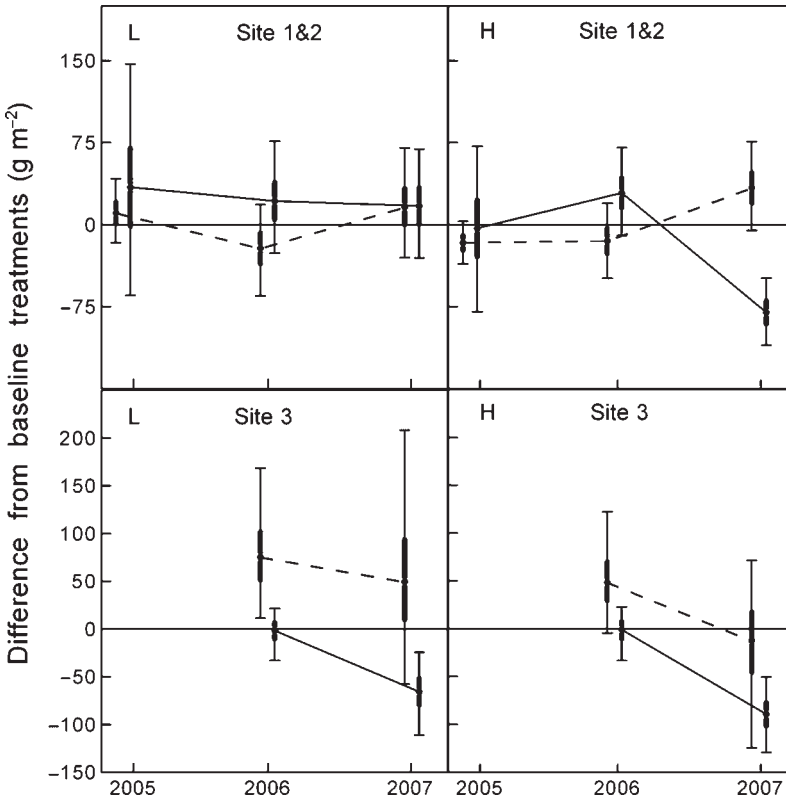 L Site 1&2
H Site 1&2
150
75
0
−75
L Site 3
H Site 3
200
150
100
50
0
−50
−100
−150
2005 2006 2007
2005 2006 2007
Difference from baseline treatments (g m⁻²)